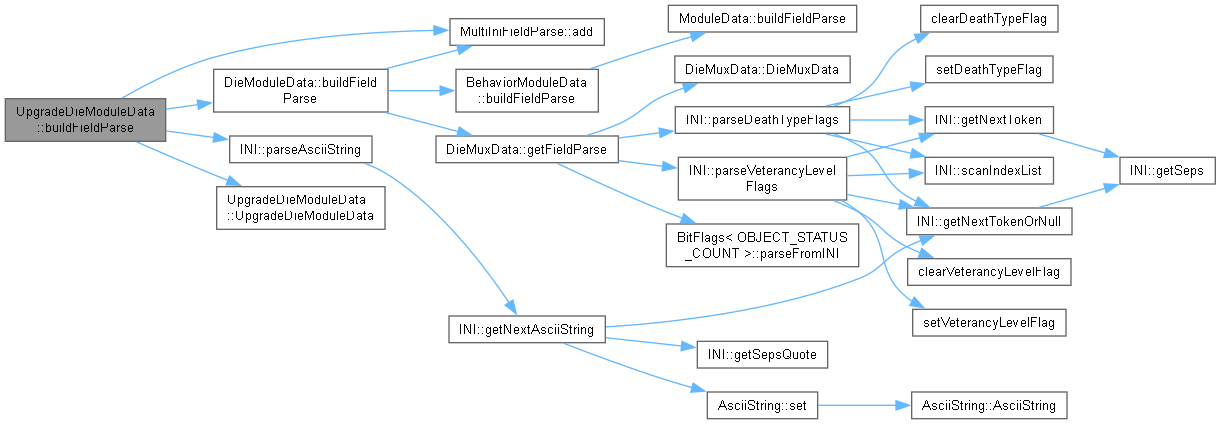 UpgradeDieModuleData
::buildFieldParse
MultiIniFieldParse::add
DieModuleData::buildField
Parse
INI::parseAsciiString
UpgradeDieModuleData
::UpgradeDieModuleData
BehaviorModuleData
::buildFieldParse
DieMuxData::getFieldParse
INI::getNextAsciiString
ModuleData::buildFieldParse
DieMuxData::DieMuxData
INI::parseDeathTypeFlags
INI::parseVeterancyLevel
Flags
BitFlags< OBJECT_STATUS
_COUNT >::parseFromINI
INI::getSepsQuote
AsciiString::set
clearDeathTypeFlag
setDeathTypeFlag
INI::getNextToken
INI::scanIndexList
INI::getNextTokenOrNull
clearVeterancyLevelFlag
setVeterancyLevelFlag
AsciiString::AsciiString
INI::getSeps